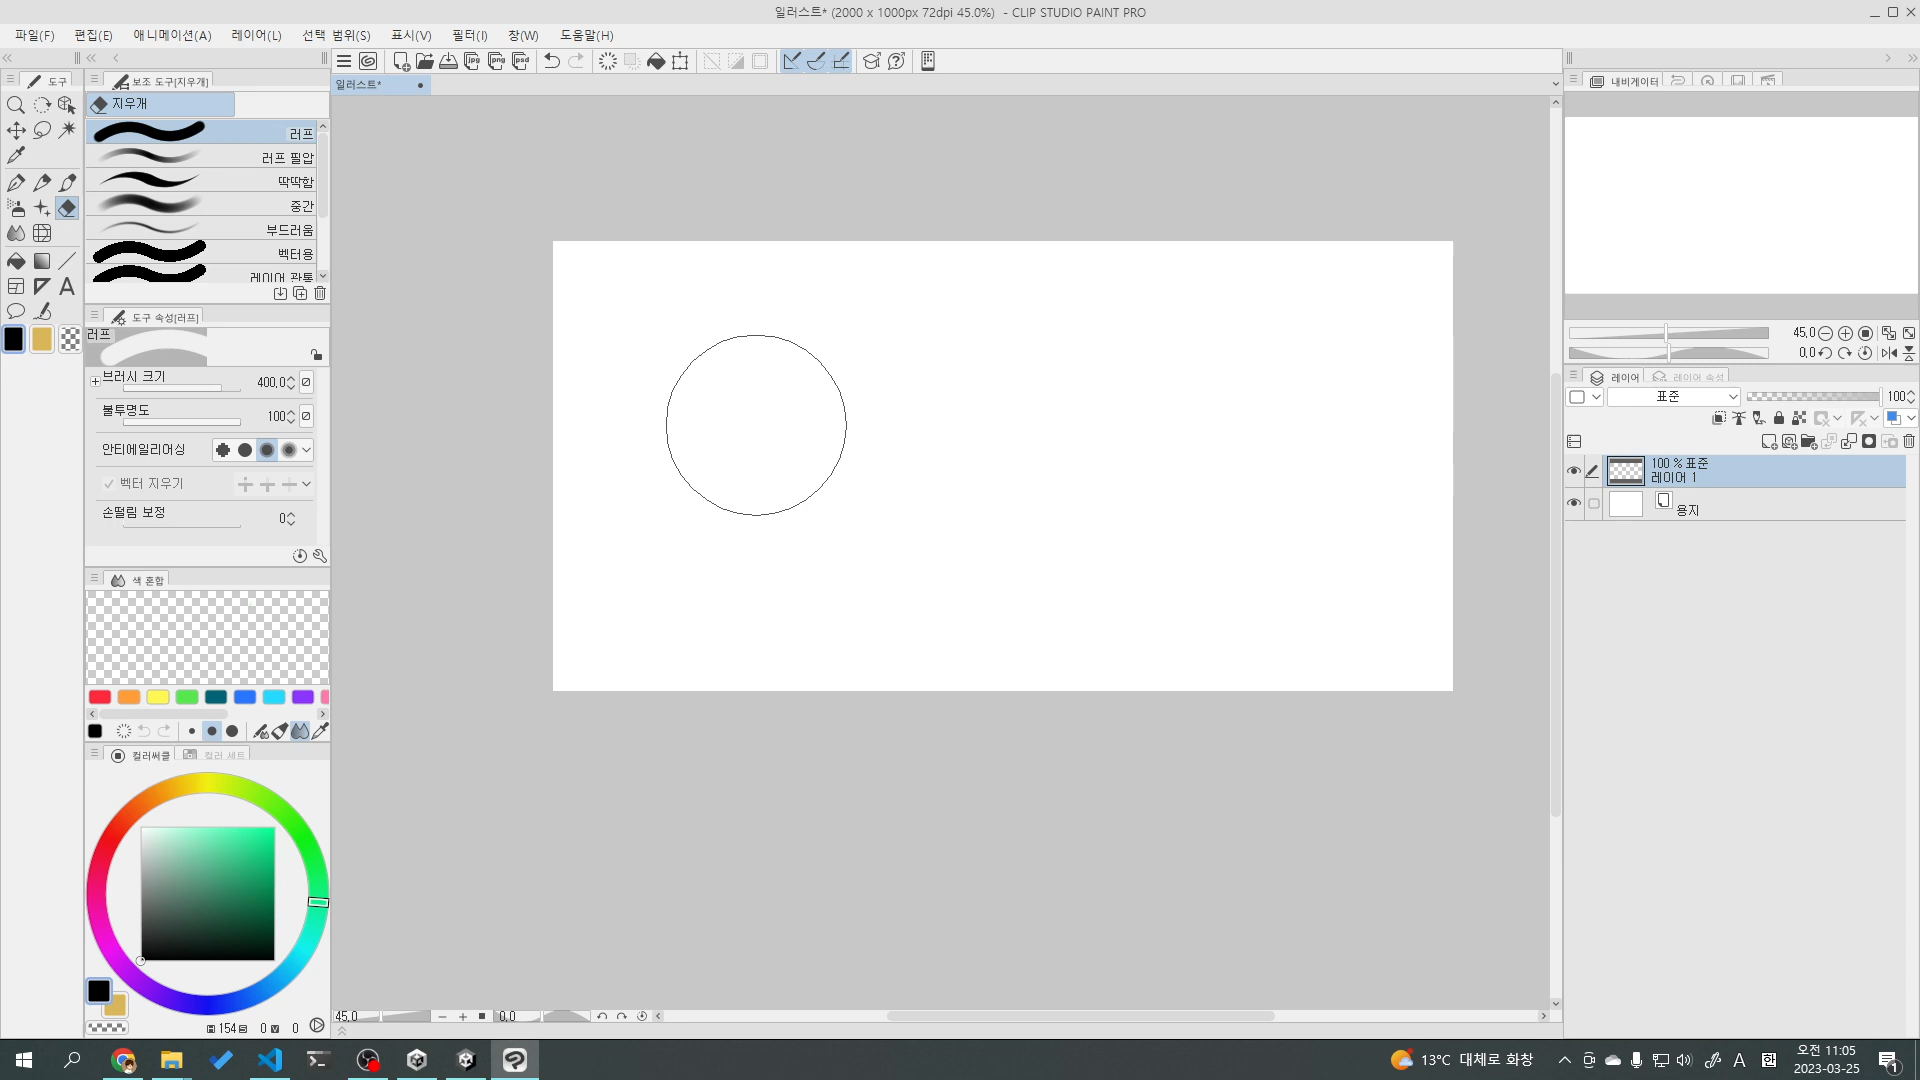 일러스트* (2000 x 1000px 72dpi 45.0%) - CLIP STUDIO PAINT PRO
파일(F) 편집(E) 애니메이션(A) 레이어(L) 선택 범위(S) 표시(V) 필터(I) 창(W) 도움말(H)
jpg png psd
도구
보조 도구[지우개]
일러스트*
내비게이터
지우개
러프
러프 필압
딱딱함
중간
부드러움
벡터용
레이어 관통
도구 속성[러프]
러프
브러시 크기 400.0
불투명도 100
안티에일리어싱
벡터 지우기
손떨림 보정 0
색 혼합
컬러써클 컬러 세트
154 0 0
45.0 0.0
45.0
0.0
레이어 레이어 속성
표준 100
100 % 표준
레이어 1
용지
13°C 대체로 화창
A 한
오전 11:05
2023-03-25
1